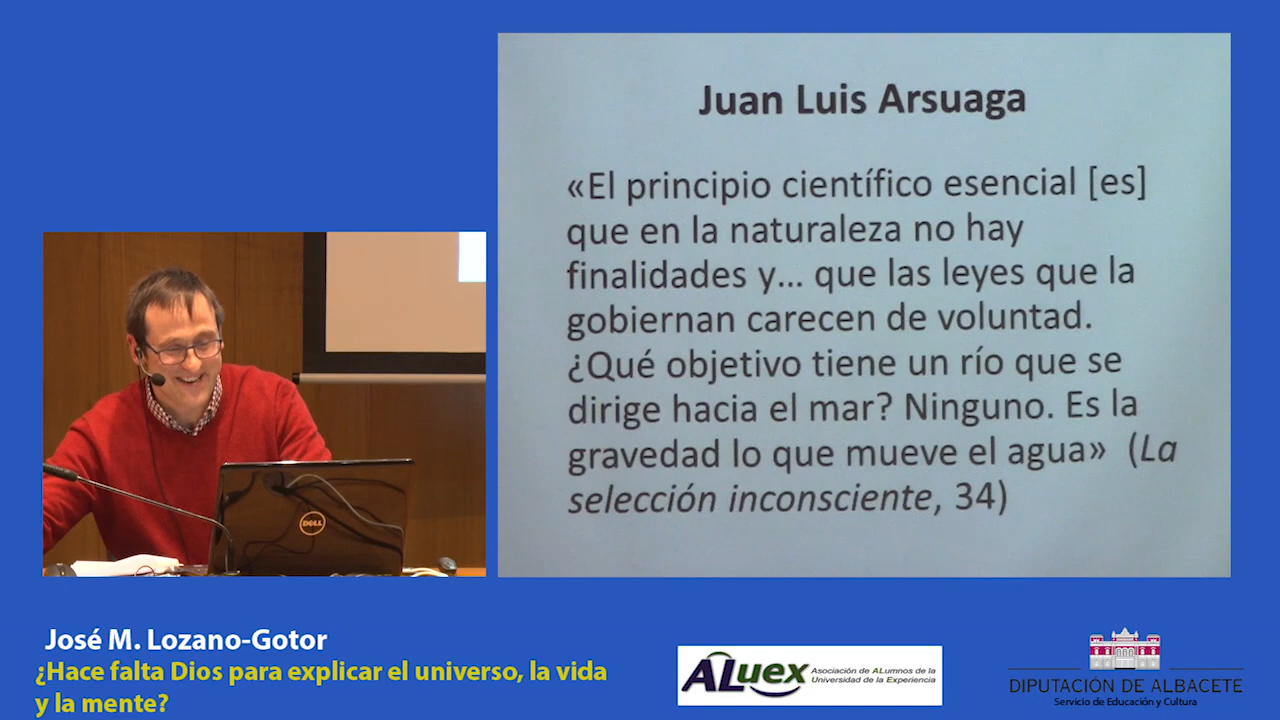 Juan Luis Arsuaga
«El principio científico esencial [es]
que en la naturaleza no hay
finalidades y... que las leyes que la
gobiernan carecen de voluntad.
¿Qué objetivo tiene un río que se
dirige hacia el mar? Ninguno. Es la
gravedad lo que mueve el agua» (La
selección inconsciente, 34)
DELL
José M. Lozano-Gotor
¿Hace falta Dios para explicar el universo, la vida
y la mente?
ALuex
Asociación de ALumnos de la
Universidad de la Experiencia
DIPUTACIÓN DE ALBACETE
Servicio de Educación y Cultura